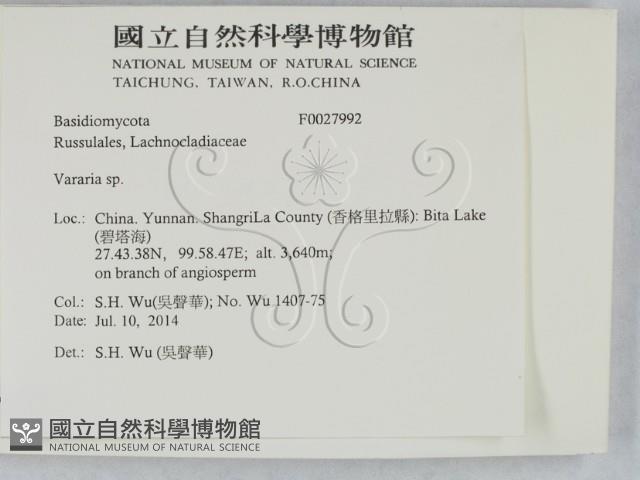 國立自然科學博物館
NATIONAL MUSEUM OF NATURAL SCIENCE
TAICHUNG, TAIWAN, R.O.CHINA
Basidiomycota F0027992
Russulales, Lachnocladiaceae
Vararia sp.
Loc.: China. Yunnan. ShangriLa County (香格里拉縣): Bita Lake
(碧塔海)
27.43.38N, 99.58.47E; alt. 3,640m;
on branch of angiosperm
Col.: S.H. Wu(吳聲華); No. Wu 1407-75
Date: Jul. 10, 2014
Det.: S.H. Wu (吳聲華)
國立自然科學博物館
NATIONAL MUSEUM OF NATURAL SCIENCE